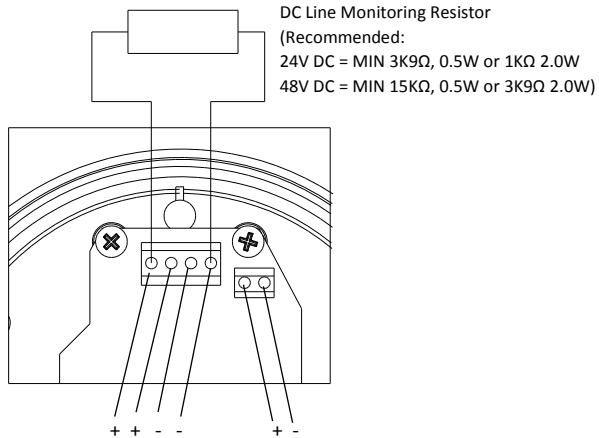 DC Line Monitoring Resistor
(Recommended:
24V DC = MIN 3K9Ω, 0.5W or 1KΩ 2.0W
48V DC = MIN 15KΩ, 0.5W or 3K9Ω 2.0W)
+ + - - + -